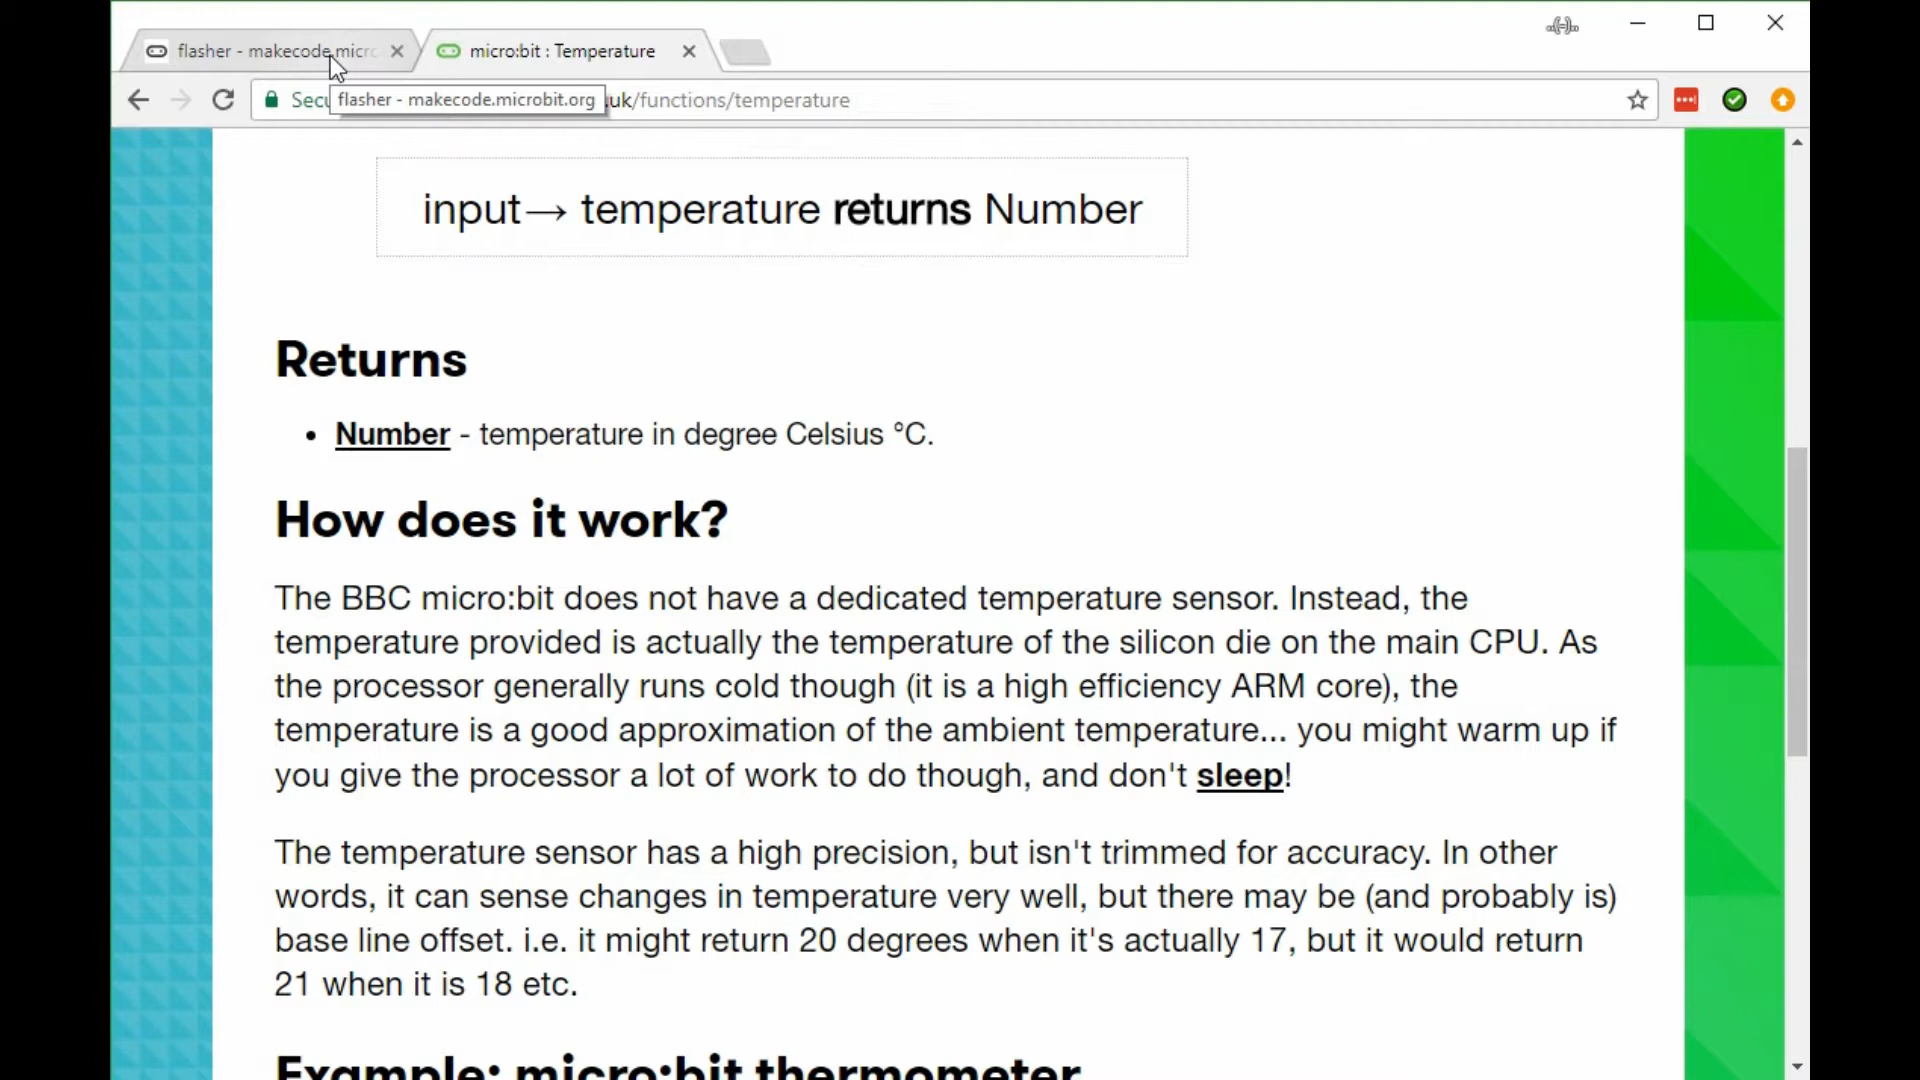 flasher - makecode.micro
micro:bit : Temperature
flasher - makecode.microbit.org
.uk/functions/temperature
input→ temperature returns Number
Returns
Number - temperature in degree Celsius °C.
How does it work?
The BBC micro:bit does not have a dedicated temperature sensor. Instead, the
temperature provided is actually the temperature of the silicon die on the main CPU. As
the processor generally runs cold though (it is a high efficiency ARM core), the
temperature is a good approximation of the ambient temperature... you might warm up if
you give the processor a lot of work to do though, and don't sleep!
The temperature sensor has a high precision, but isn't trimmed for accuracy. In other
words, it can sense changes in temperature very well, but there may be (and probably is)
base line offset. i.e. it might return 20 degrees when it's actually 17, but it would return
21 when it is 18 etc.
Example: micro:bit thermometer